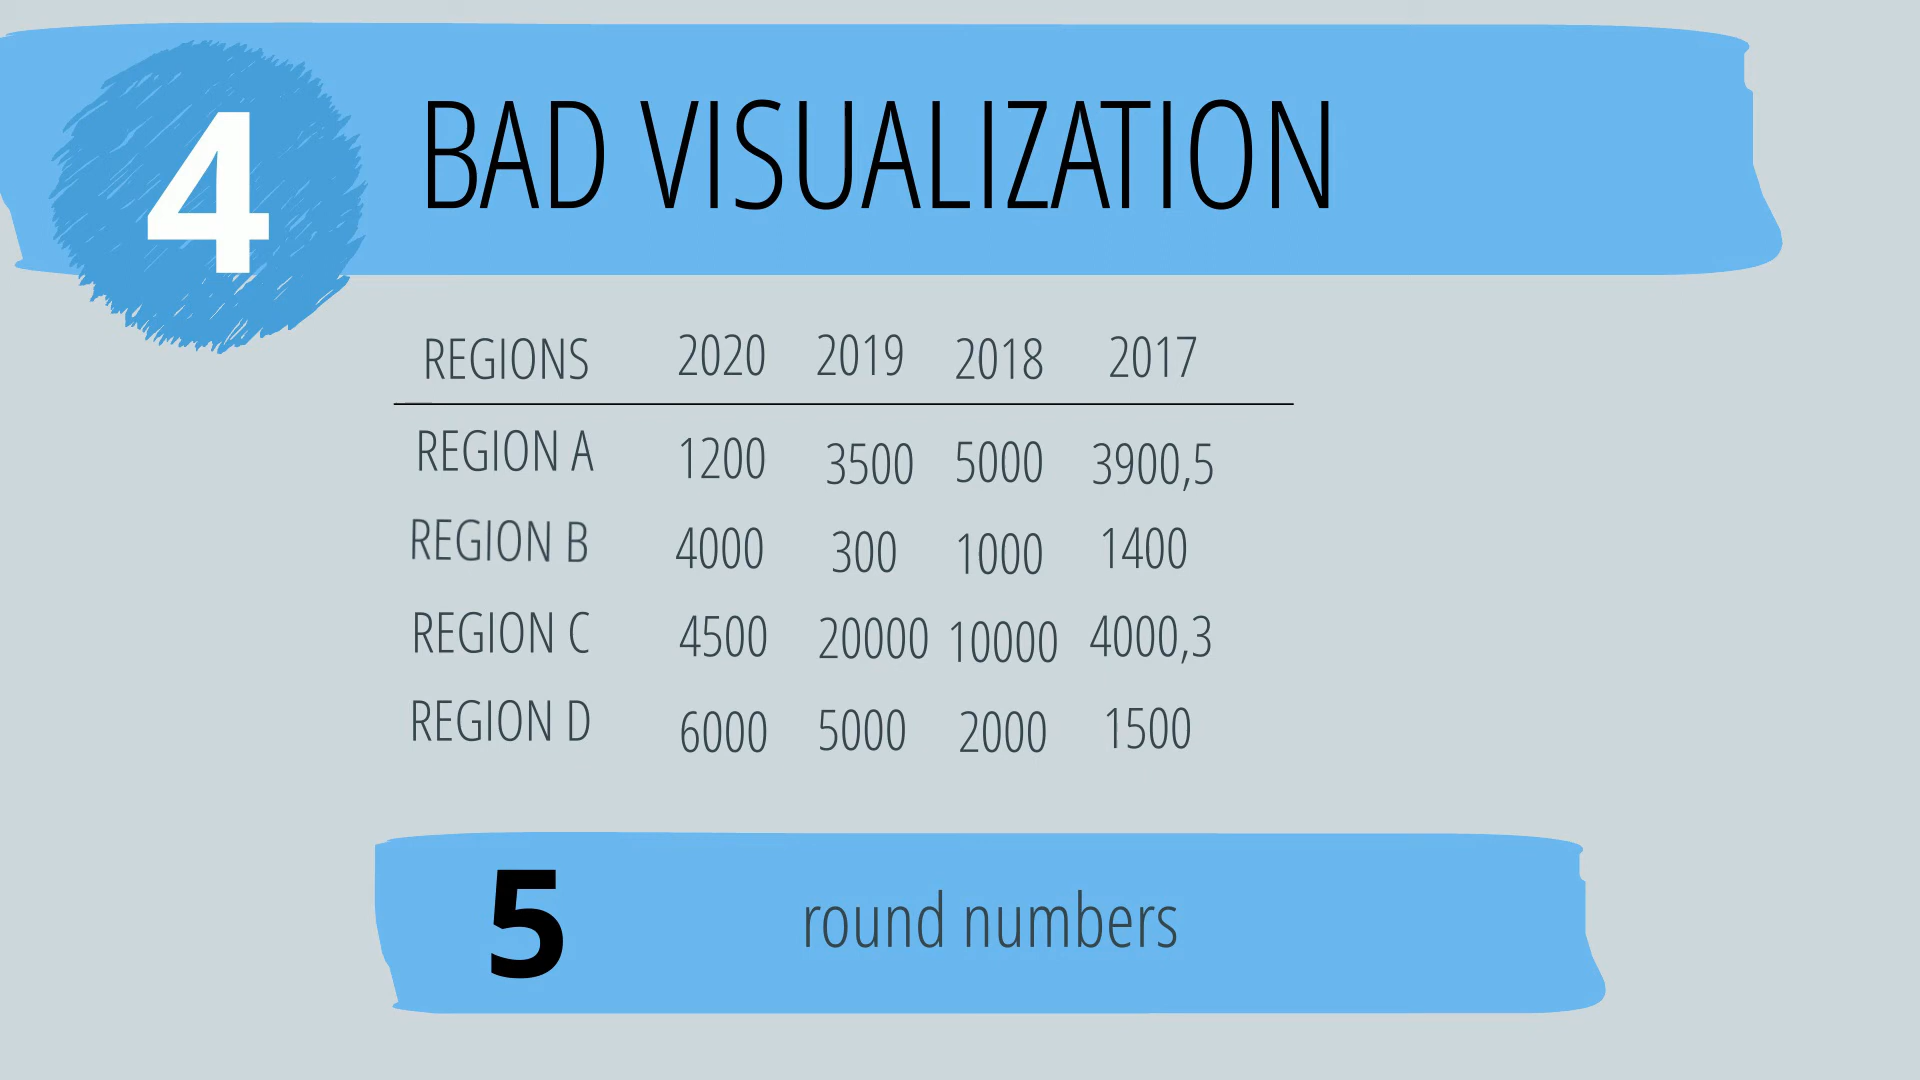 4
BAD VISUALIZATION
REGIONS 2020 2019 2018 2017
REGION A 1200 3500 5000 3900,5
REGION B 4000 300 1000 1400
REGION C 4500 20000 10000 4000,3
REGION D 6000 5000 2000 1500
5 round numbers